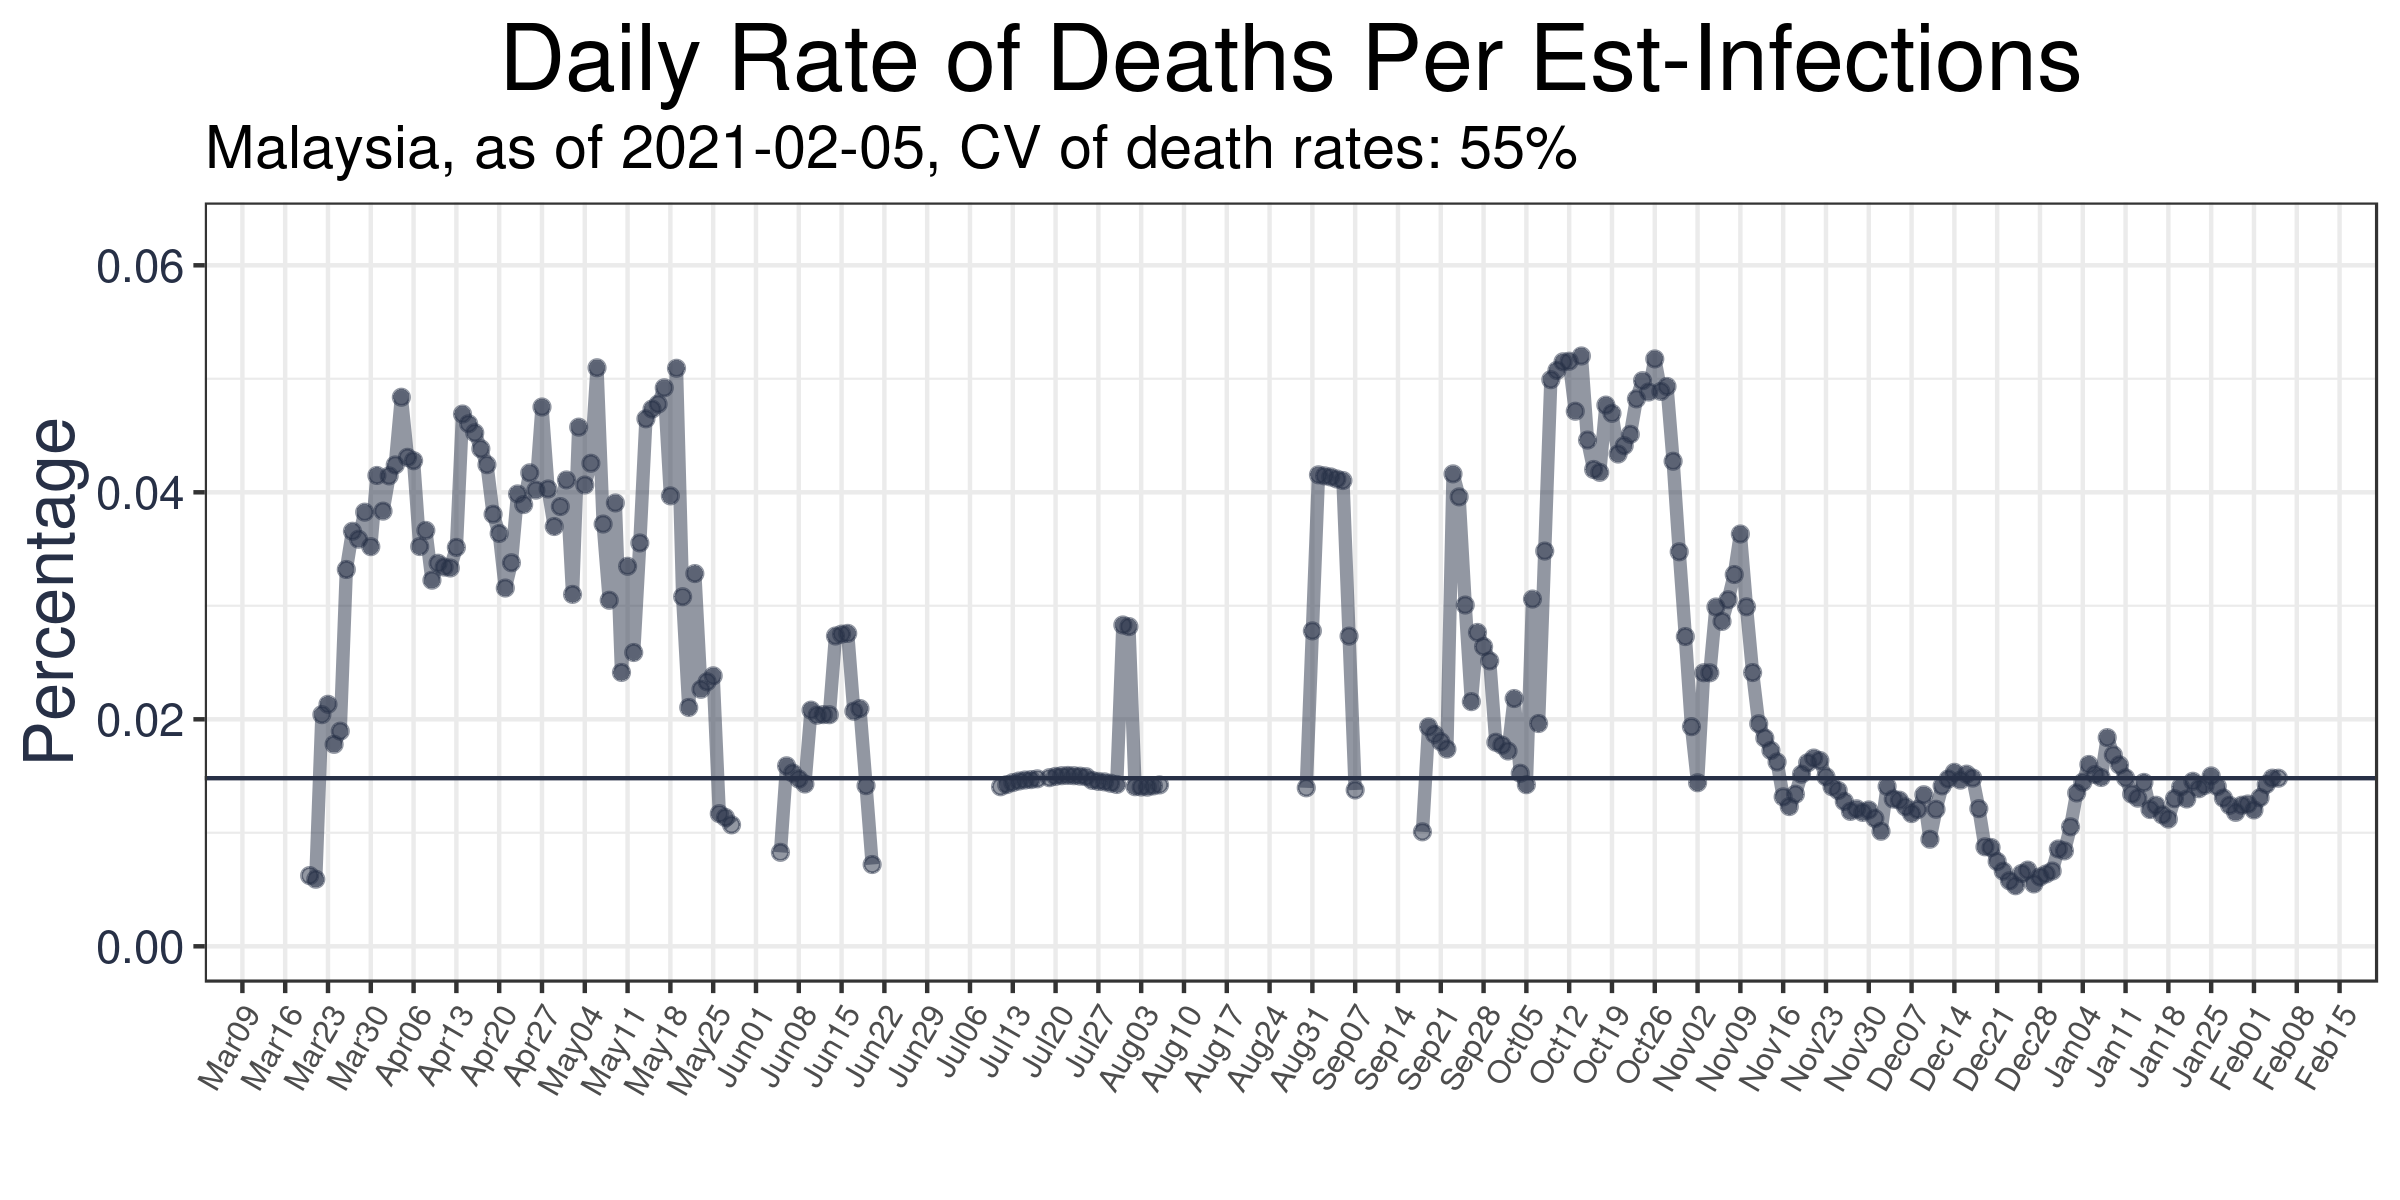 Daily Rate of Deaths Per Est-Infections
Malaysia, as of 2021-02-05, CV of death rates: 55%
Percentage
0.06
0.04
0.02
0.00
Mar09 Mar16 Mar23 Mar30 Apr06 Apr13 Apr20 Apr27 May04 May11 May18 May25 Jun01 Jun08 Jun15 Jun22 Jun29 Jul06 Jul13 Jul20 Jul27 Aug03 Aug10 Aug17 Aug24 Aug31 Sep07 Sep14 Sep21 Sep28 Oct05 Oct12 Oct19 Oct26 Nov02 Nov09 Nov16 Nov23 Nov30 Dec07 Dec14 Dec21 Dec28 Jan04 Jan11 Jan18 Jan25 Feb01 Feb08 Feb15